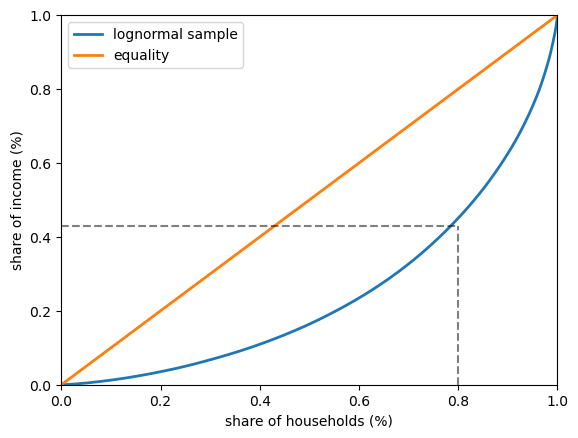 1.0
0.8
0.6
0.4
0.2
0.0
share of income (%)
lognormal sample
equality
0.0 0.2 0.4 0.6 0.8 1.0
share of households (%)